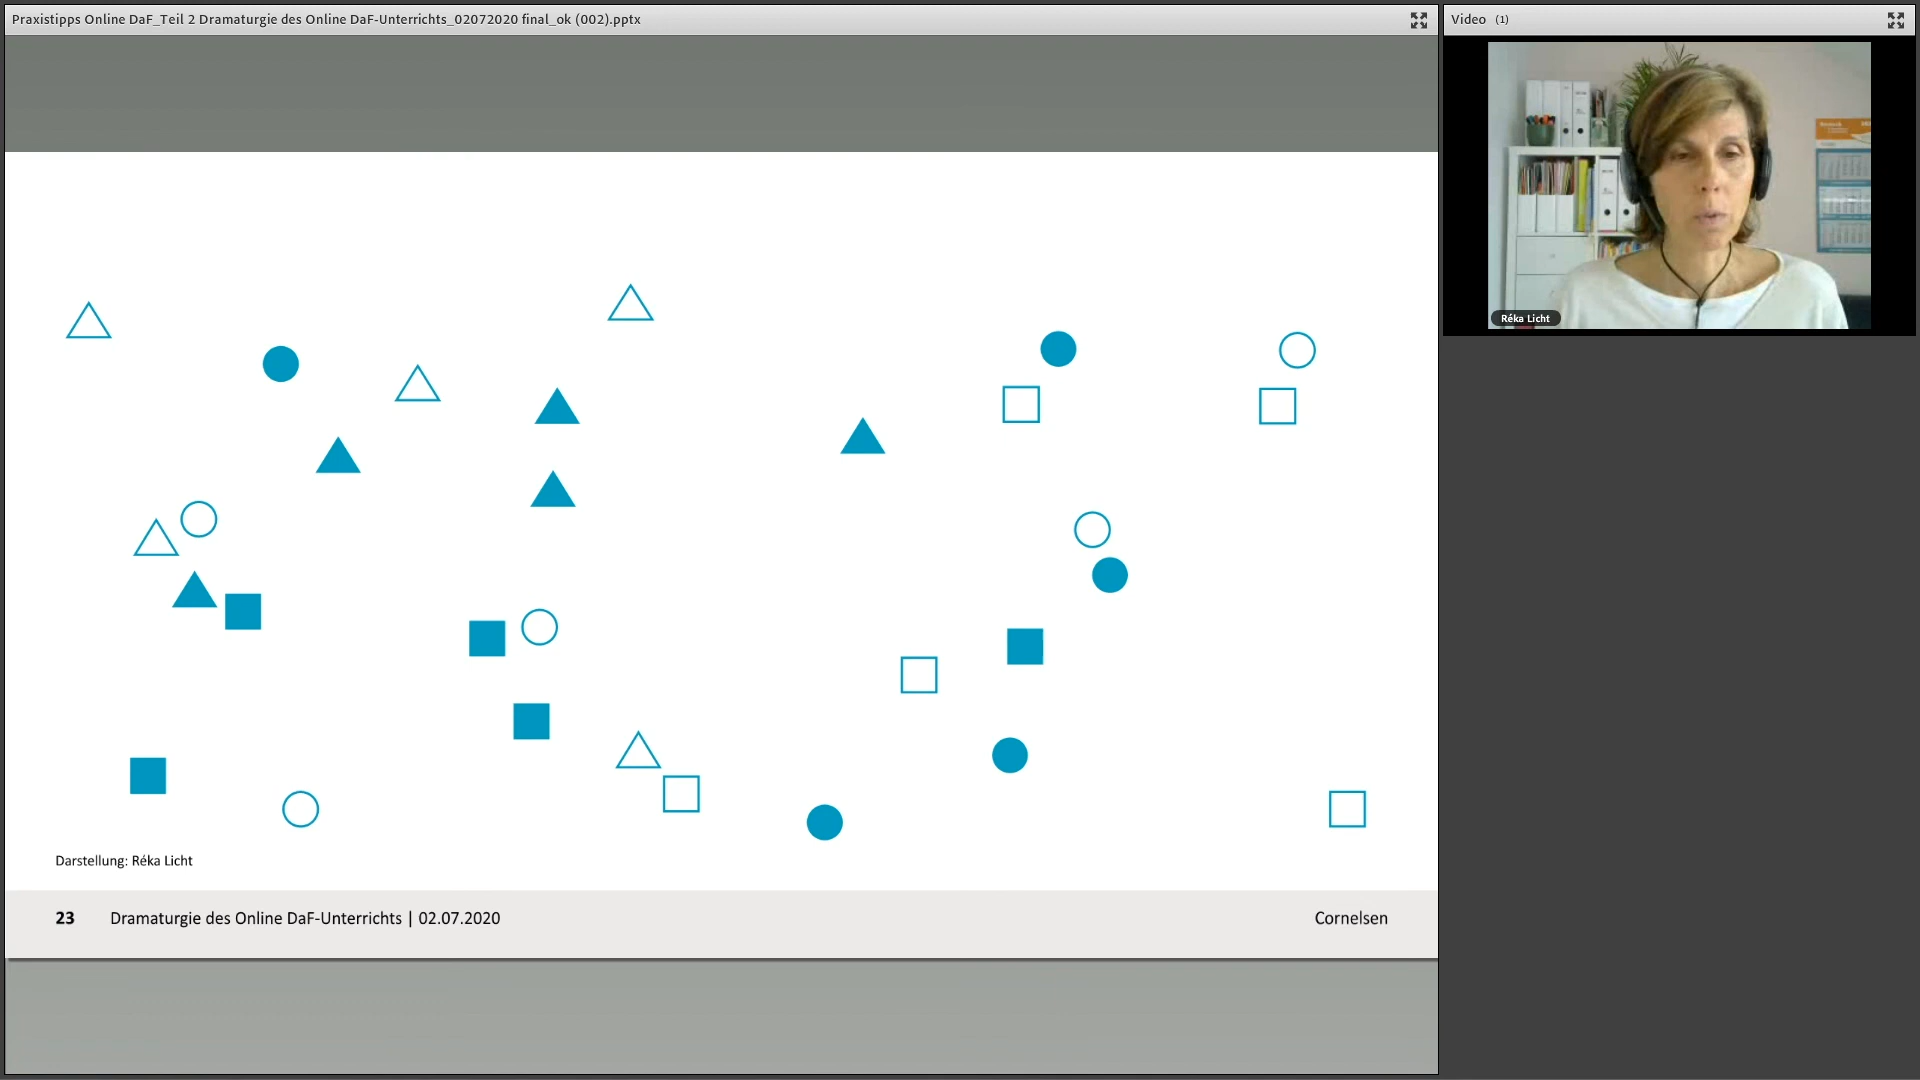 Praxistipps Online DaF_Teil 2 Dramaturgie des Online DaF-Unterrichts_02072020 final_ok (002).pptx
Video (1)
Réka Licht
Darstellung: Réka Licht
23 Dramaturgie des Online DaF-Unterrichts | 02.07.2020 Cornelsen